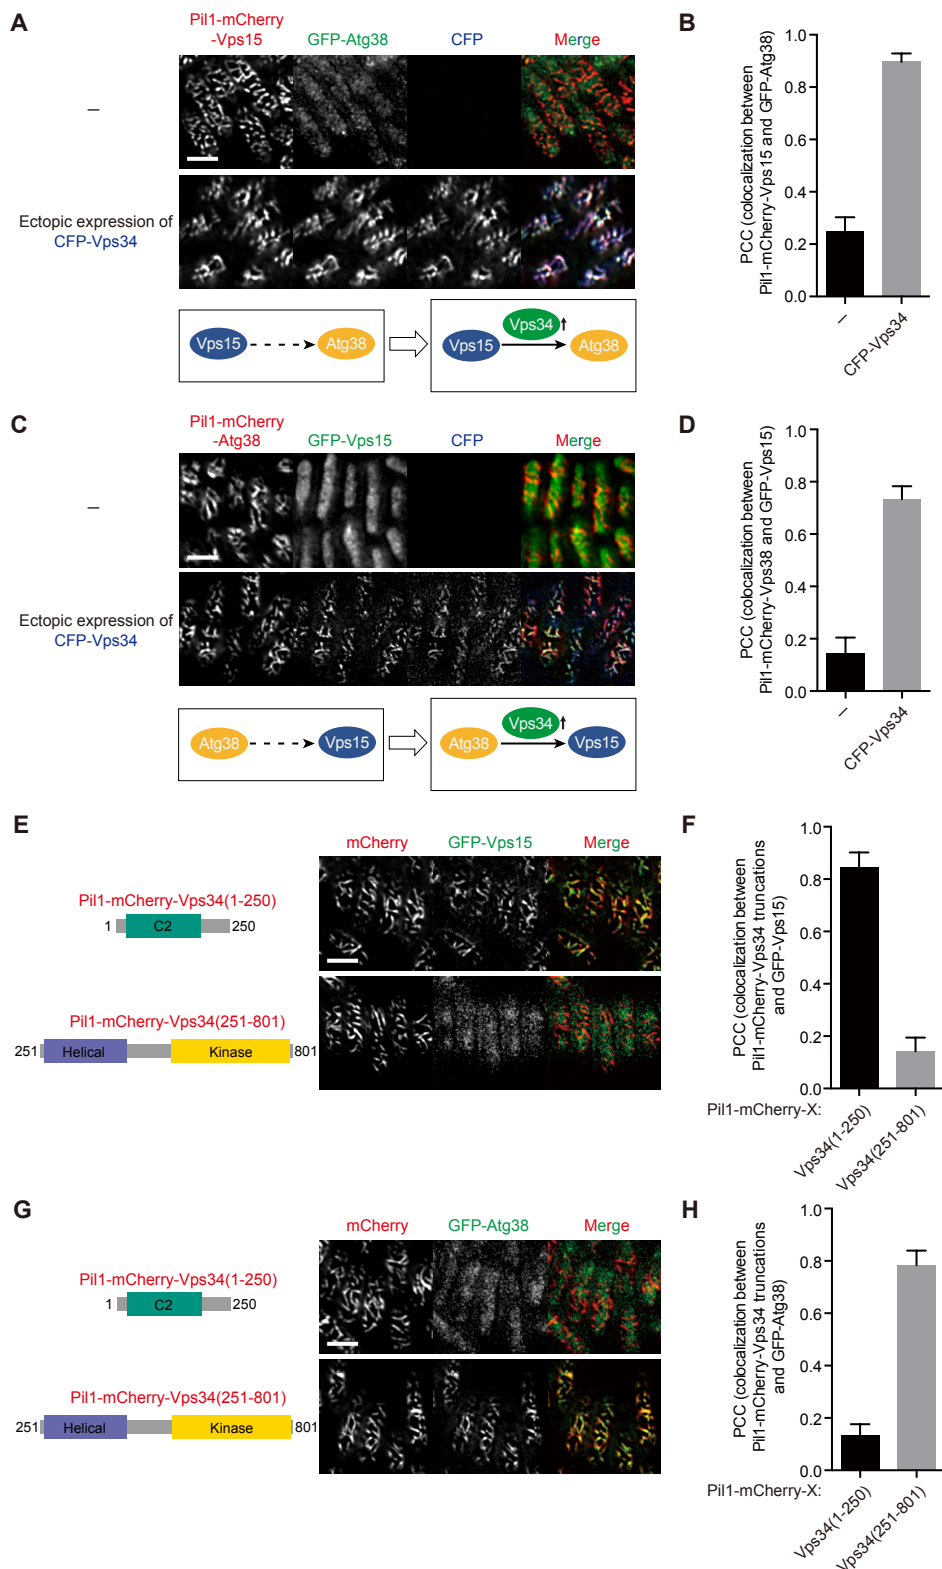 A
Pil1-mCherry
-Vps15
GFP-Atg38
CFP
Merge
–
Ectopic expression of
CFP-Vps34
Vps15
Atg38
Vps34
Vps15
Atg38
B
PCC (colocalization between
Pil1-mCherry-Vps15 and GFP-Atg38)
1.0
0.8
0.6
0.4
0.2
0.0
–
CFP-Vps34
C
Pil1-mCherry
-Atg38
GFP-Vps15
CFP
Merge
–
Ectopic expression of
CFP-Vps34
Atg38
Vps15
Vps34
Atg38
Vps15
D
PCC (colocalization between
Pil1-mCherry-Vps38 and GFP-Vps15)
1.0
0.8
0.6
0.4
0.2
0.0
–
CFP-Vps34
E
mCherry
GFP-Vps15
Merge
Pil1-mCherry-Vps34(1-250)
1
C2
250
Pil1-mCherry-Vps34(251-801)
251
Helical
Kinase
801
F
PCC (colocalization between
Pil1-mCherry-Vps34 truncations
and GFP-Vps15)
1.0
0.8
0.6
0.4
0.2
0.0
Pil1-mCherry-X:
Vps34(1-250)
Vps34(251-801)
G
mCherry
GFP-Atg38
Merge
Pil1-mCherry-Vps34(1-250)
1
C2
250
Pil1-mCherry-Vps34(251-801)
251
Helical
Kinase
801
H
PCC (colocalization between
Pil1-mCherry-Vps34 truncations
and GFP-Atg38)
1.0
0.8
0.6
0.4
0.2
0.0
Pil1-mCherry-X:
Vps34(1-250)
Vps34(251-801)